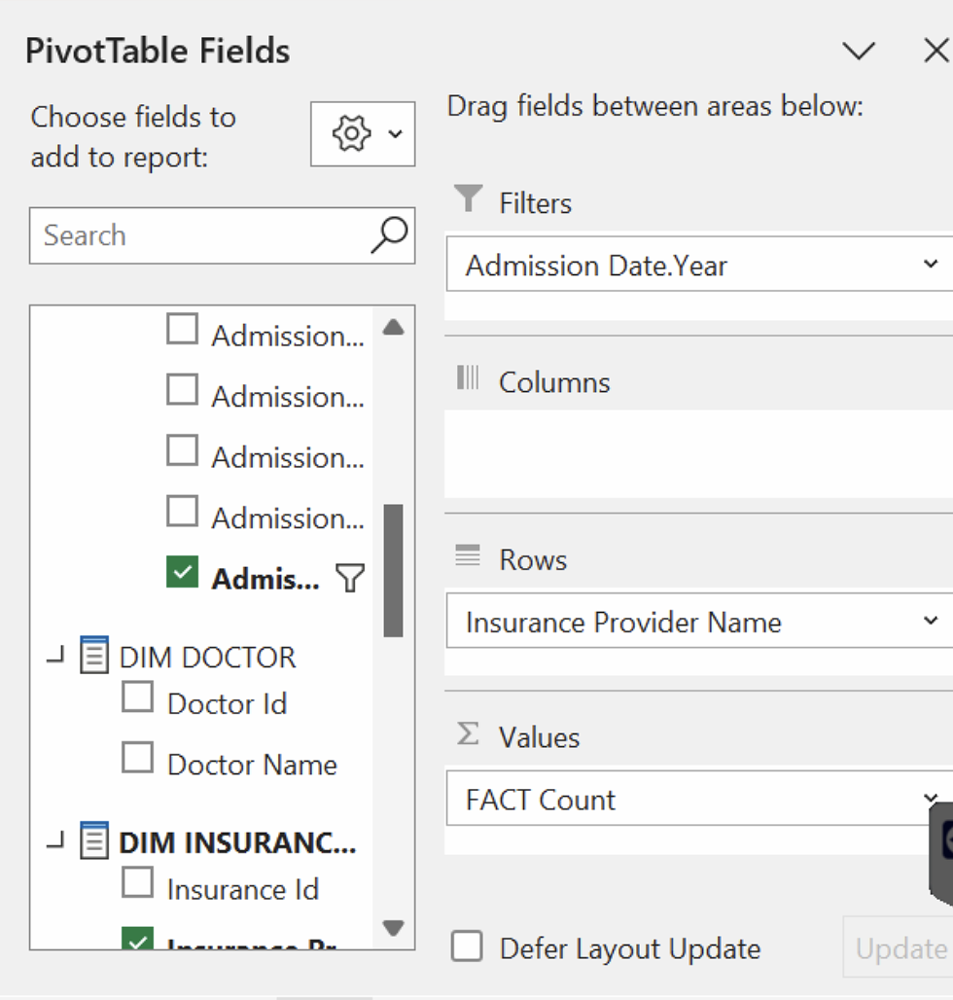 PivotTable Fields
Choose fields to
add to report:
Search
Admission...
Admission...
Admission...
Admission...
Admis...
DIM DOCTOR
Doctor Id
Doctor Name
DIM INSURANC...
Insurance Id
Insurance Pr
Drag fields between areas below:
Filters
Admission Date.Year
Columns
Rows
Insurance Provider Name
Σ Values
FACT Count
Defer Layout Update
Update